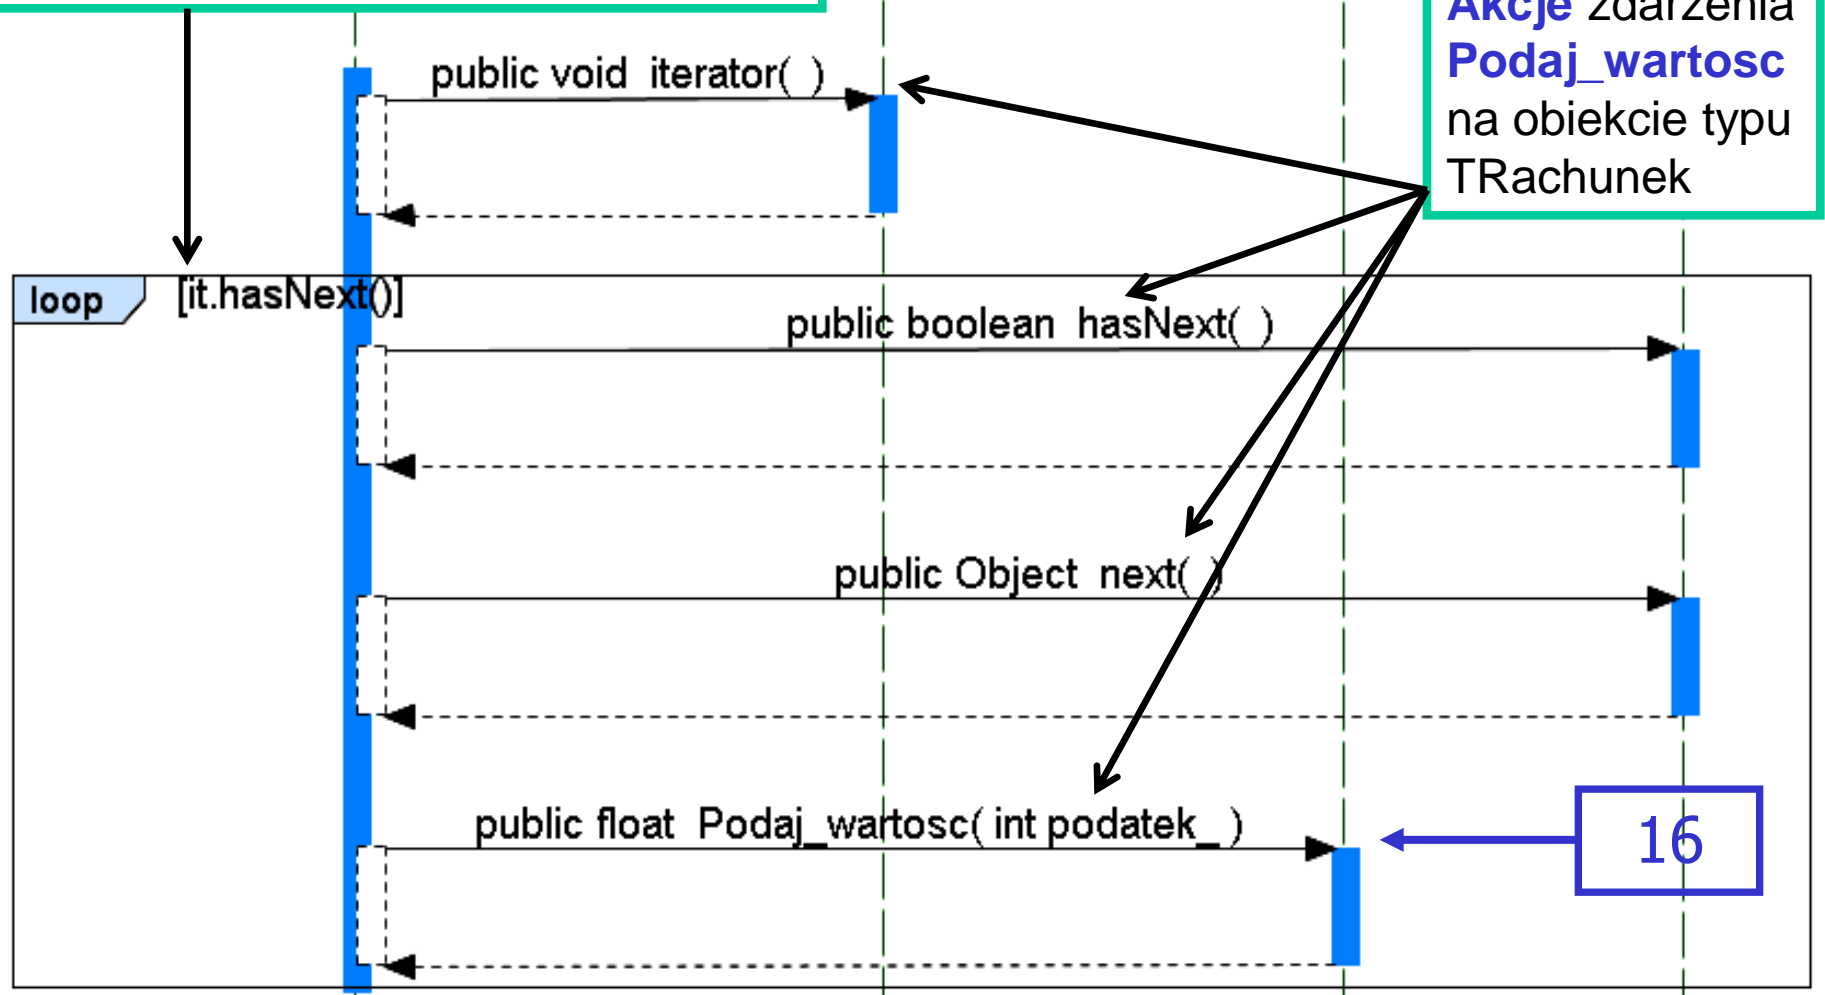 Akcje zdarzenia
Podaj_wartosc
na obiekcie typu
TRachunek
public void iterator( )
loop [it.hasNext()]
public boolean hasNext( )
public Object next( )
public float Podaj_wartosc( int podatek_ )
16